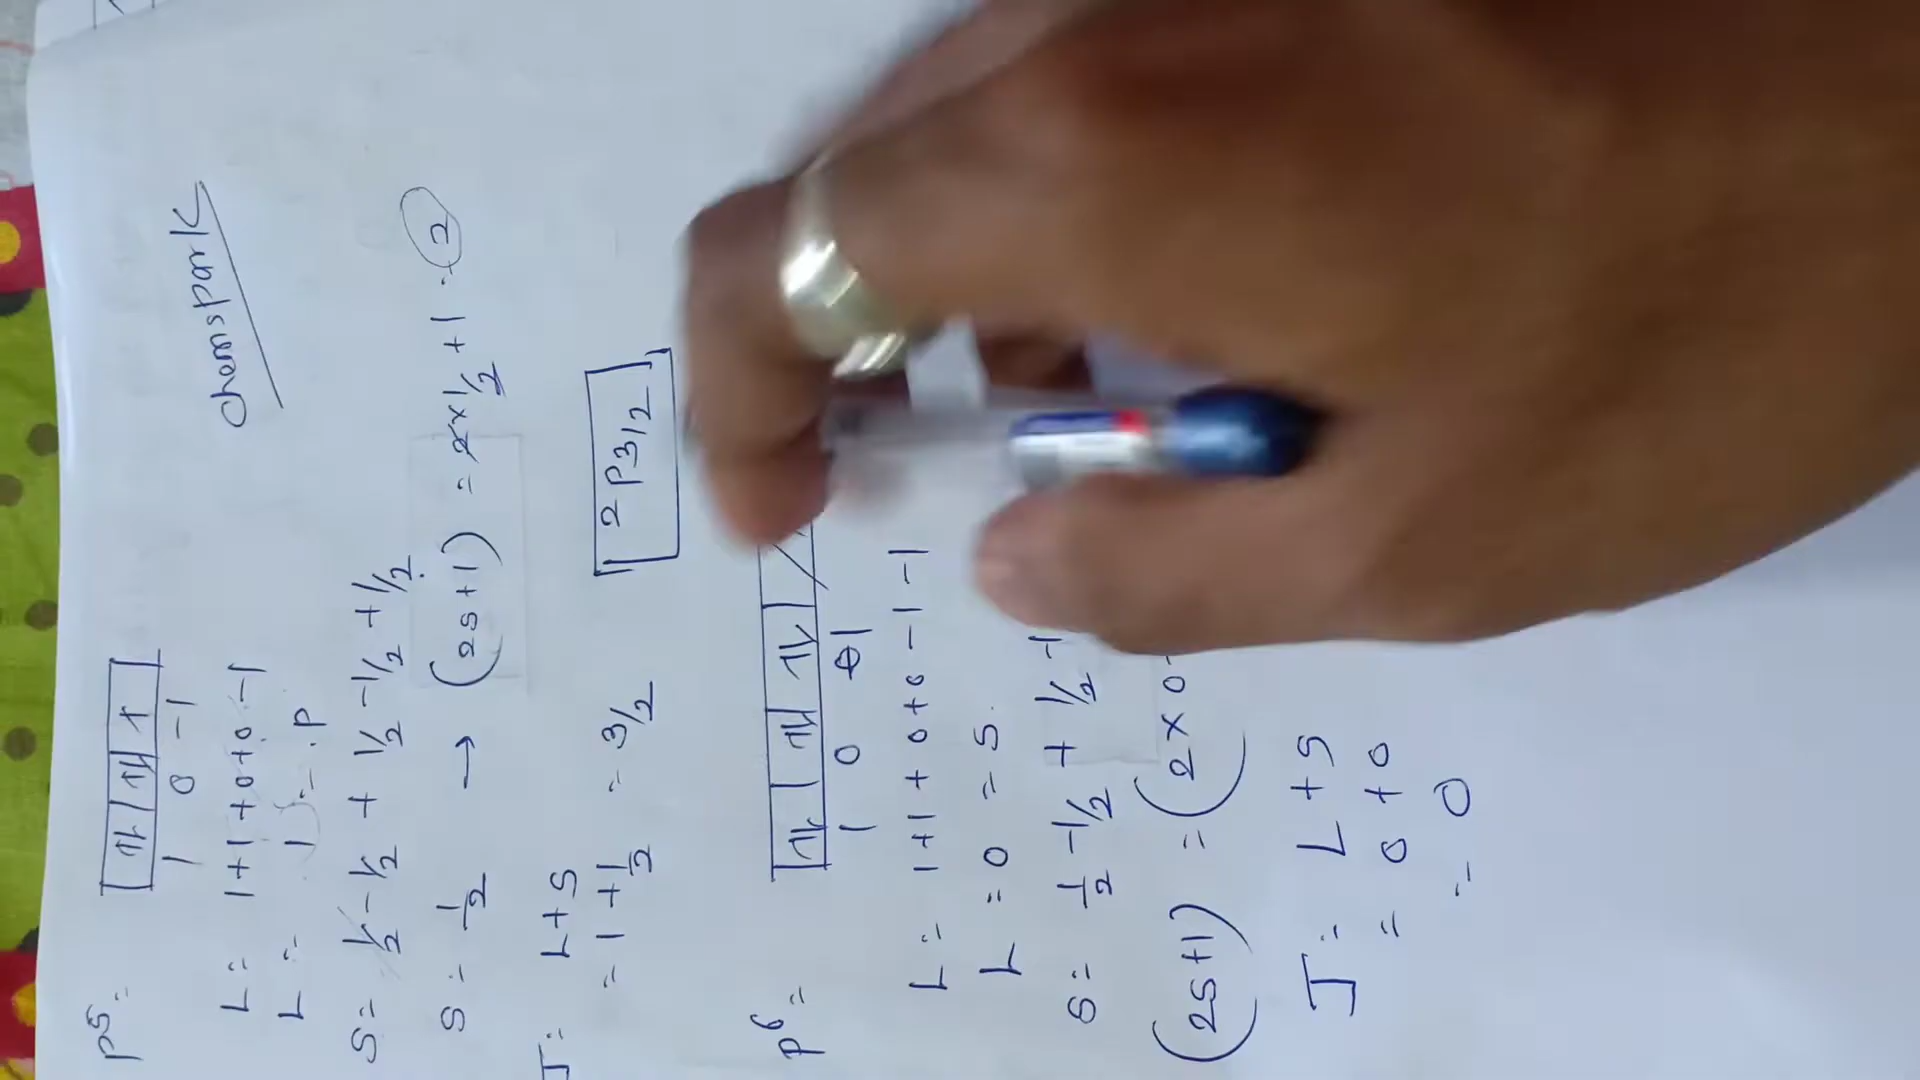 chemspark
p5 =
1 0 -1
L = 1+1+0+0-1
L = 1 = P
S = 1/2 - 1/2 + 1/2 - 1/2 + 1/2
S = 1/2 → (2S+1) = 2 x 1/2 + 1 = 2
J = L+S
= 1 + 1/2 = 3/2
2P3/2
p6 =
1 0 -1
L = 1+1+0+0-1-1
L = 0 = S
S = 1/2 - 1/2 + 1/2 -
(2S+1) = (2 x 0
J = L+S
= 0+0
= 0